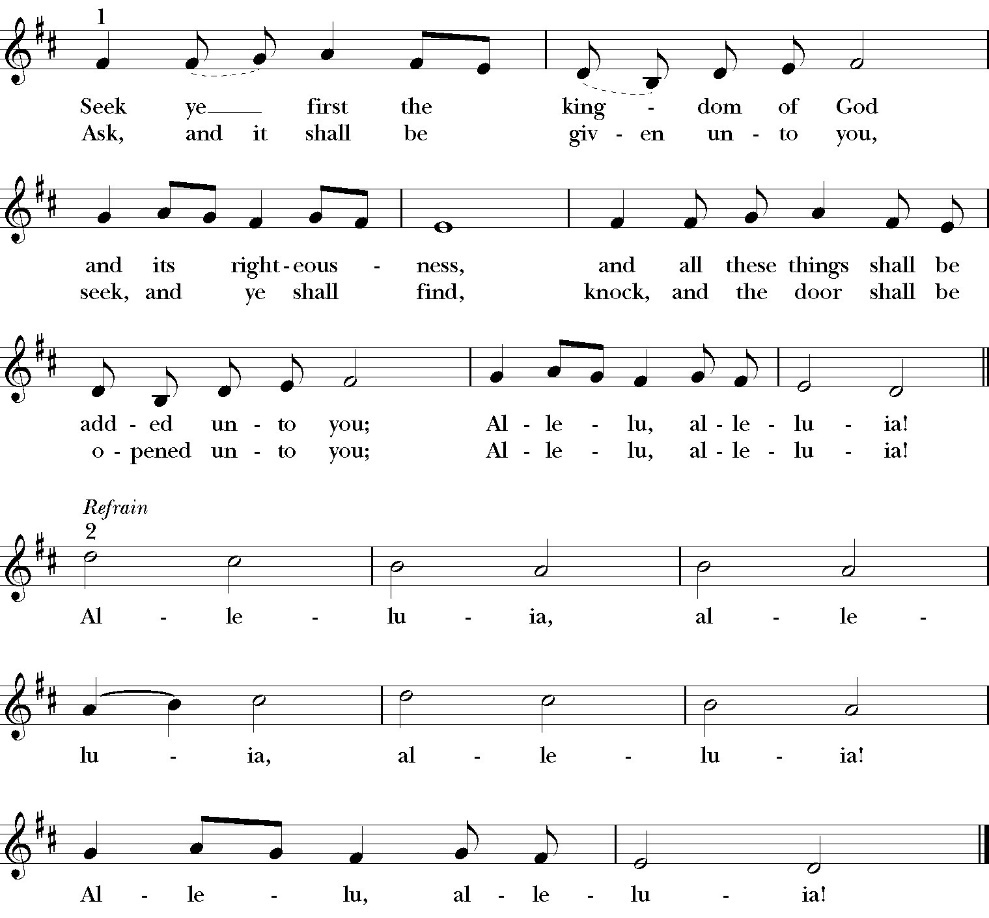 1
Seek ye___ first the king - dom of God
Ask, and it shall be giv - en un - to you,
and its right - eous - ness, and all these things shall be
seek, and ye shall find, knock, and the door shall be
add - ed un - to you; Al - le - lu, al - le - lu - ia!
o - pened un - to you; Al - le - lu, al - le - lu - ia!
Refrain
2
Al - le - lu - ia, al - le -
lu - ia, al - le - lu - ia!
Al - le - lu, al - le - lu - ia!